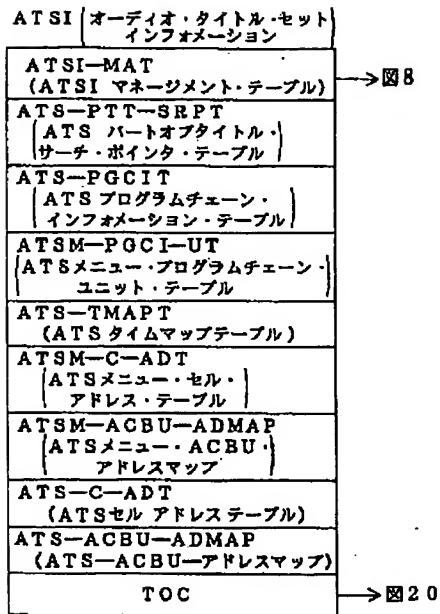 ATSI(オーディオ・タイトル・セット
インフォメーション)
ATSI-MAT
(ATSI マネージメント・テーブル)
→図8
ATS-PTT-SRPT
(ATS パートオブタイトル・
サーチ・ポインタ・テーブル)
ATS-PGCIT
(ATSプログラムチェーン・
インフォメーション・テーブル)
ATSM-PGCI-UT
(ATSメニュー・プログラムチェーン・
ユニット・テーブル)
ATS-TMAPT
(ATSタイムマップテーブル)
ATSM-C-ADT
(ATSメニュー・セル・
アドレス・テーブル)
ATSM-ACBU-ADMAP
(ATSメニュー・ACBU・
アドレスマップ)
ATS-C-ADT
(ATSセル アドレステーブル)
ATS-ACBU-ADMAP
(ATS-ACBU-アドレスマップ)
TOC
→図20